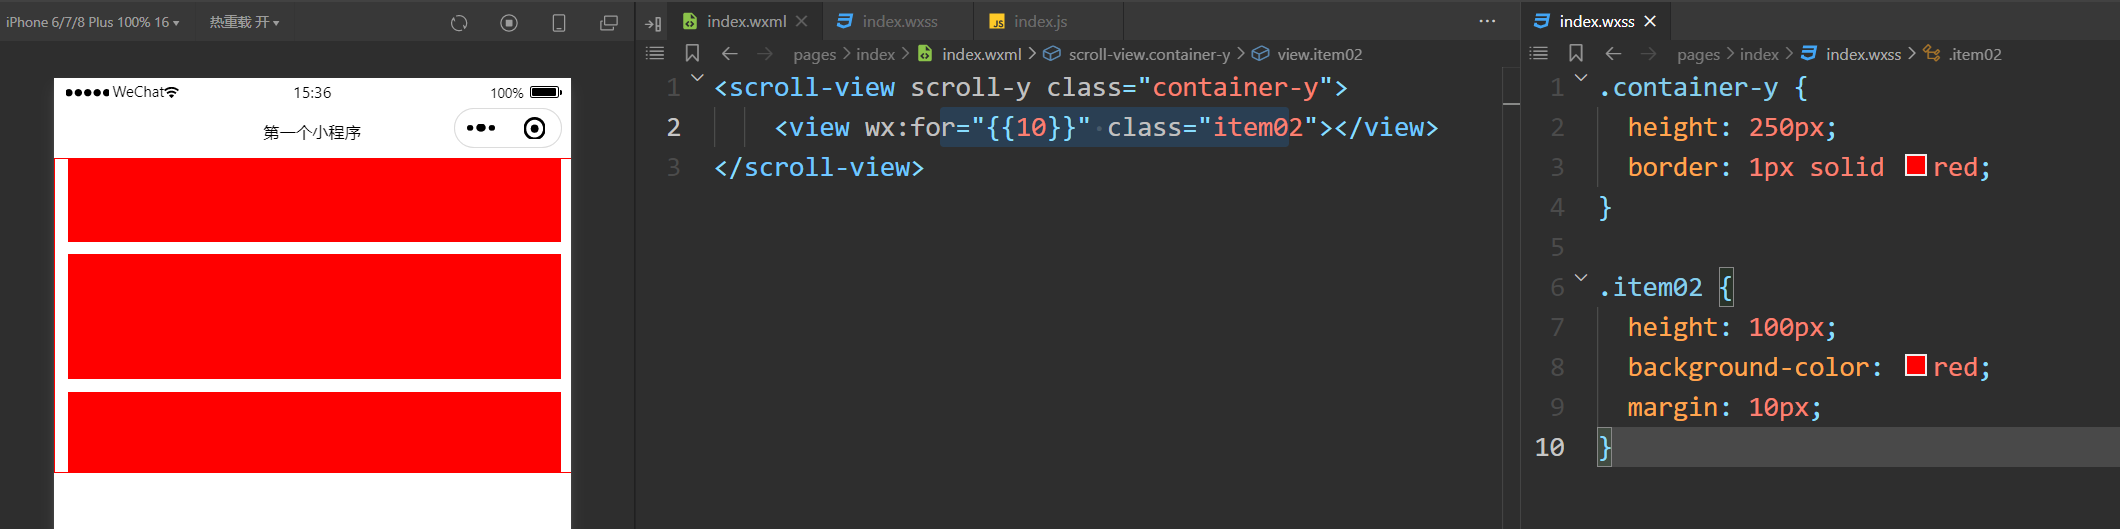 iPhone 6/7/8 Plus 100% 16
热重载 开
WeChat
15:36
100%
第一个小程序
index.wxml
index.wxss
JS index.js
pages > index > index.wxml > scroll-view.container-y > view.item02
1 <scroll-view scroll-y class="container-y">
2 <view wx:for="{{10}}" class="item02"></view>
3 </scroll-view>
index.wxss
pages > index > index.wxss > .item02
1 .container-y {
2 height: 250px;
3 border: 1px solid red;
4 }
5
6 .item02 {
7 height: 100px;
8 background-color: red;
9 margin: 10px;
10 }